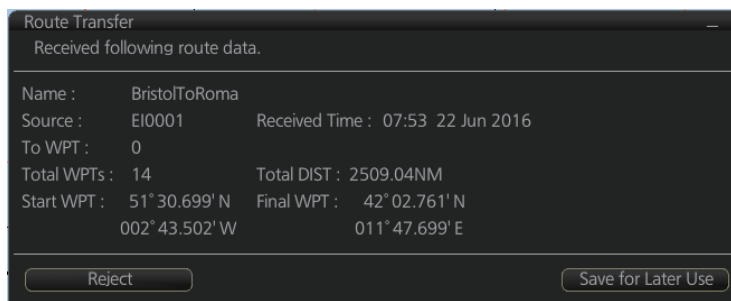 Route Transfer
Received following route data.
Name : BristolToRoma
Source : EI0001 Received Time : 07:53 22 Jun 2016
To WPT : 0
Total WPTs : 14 Total DIST : 2509.04NM
Start WPT : 51°30.699' N Final WPT : 42°02.761' N
002°43.502' W 011°47.699' E
Reject Save for Later Use